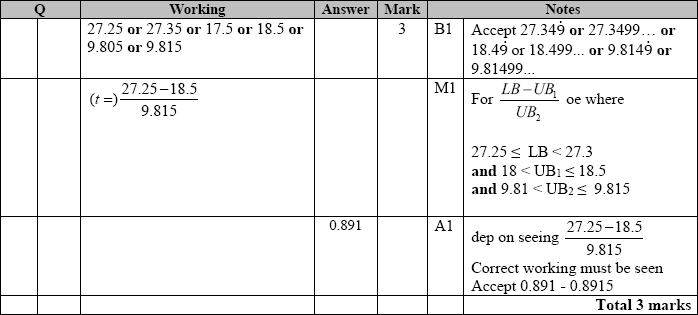 Q Working Answer Mark Notes
27.25 or 27.35 or 17.5 or 18.5 or 3 B1 Accept 27.349̇ or 27.3499… or
9.805 or 9.815 18.49̇ or 18.499... or 9.8149̇ or
9.81499...
(t =) (27.25 − 18.5)/9.815 M1 For (LB − UB₁)/UB₂ oe where
27.25 ≤ LB < 27.3
and 18 < UB₁ ≤ 18.5
and 9.81 < UB₂ ≤ 9.815
0.891 A1 dep on seeing (27.25 − 18.5)/9.815
Correct working must be seen
Accept 0.891 - 0.8915
Total 3 marks